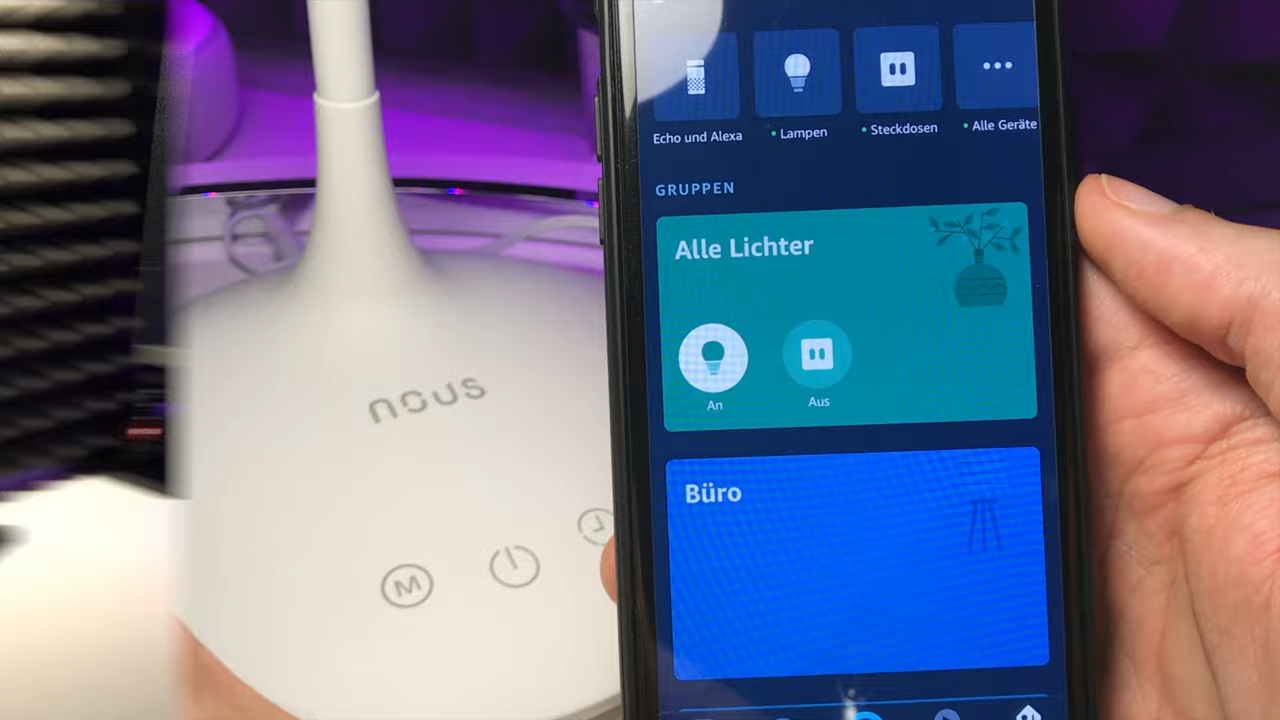 nous
M
Echo und Alexa
Lampen
Steckdosen
Alle Geräte
GRUPPEN
Alle Lichter
An
Aus
Büro